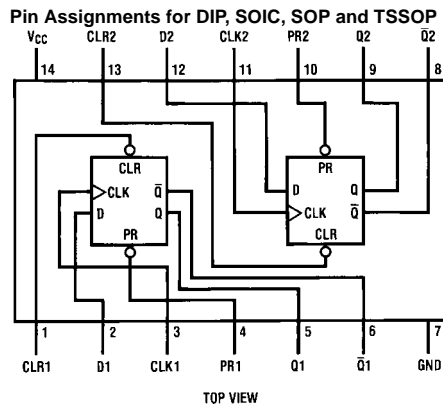 Pin Assignments for DIP, SOIC, SOP and TSSOP
VCC CLR2 D2 CLK2 PR2 Q2 Q̅2
14 13 12 11 10 9 8
CLR PR
CLK Q̅ D Q
D Q CLK Q̅
PR CLR
1 2 3 4 5 6 7
CLR1 D1 CLK1 PR1 Q1 Q̅1 GND
TOP VIEW